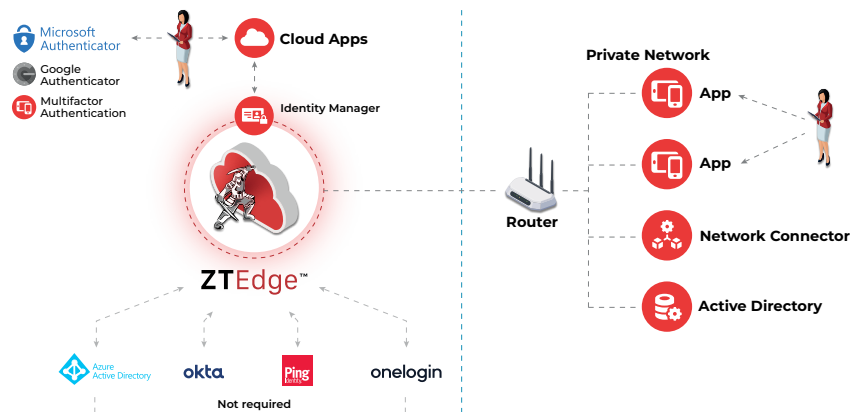 Microsoft
Authenticator
Google
Authenticator
Multifactor
Authentication
Cloud Apps
Identity Manager
ZTEdge™
Azure
Active Directory
okta
Ping
Identity
onelogin
Not required
Private Network
App
App
Router
Network Connector
Active Directory